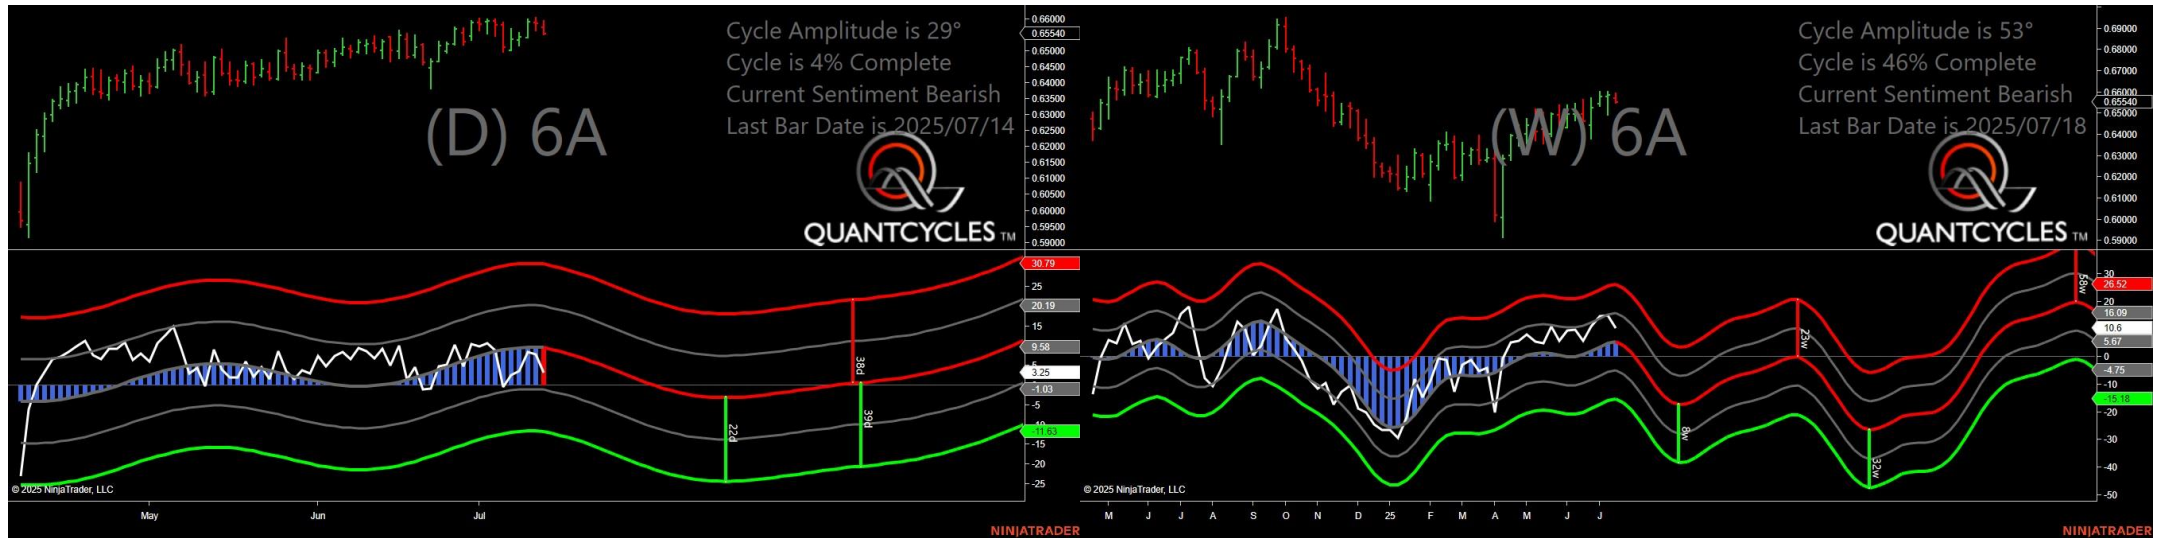 Cycle Amplitude is 29°
Cycle is 4% Complete
Current Sentiment Bearish
Last Bar Date is 2025/07/14
(D) 6A
QUANTCYCLES TM
0.66000
0.65540
0.65000
0.64500
0.64000
0.63500
0.63000
0.62500
0.62000
0.61500
0.61000
0.60500
0.60000
0.59500
0.59000
30.79
25
20.19
15
9.58
5
3.25
-1.03
-5
-11.63
-15
-20
-25
38d
22d
39d
© 2025 NinjaTrader, LLC
May
Jun
Jul
NINJATRADER
Cycle Amplitude is 53°
Cycle is 46% Complete
Current Sentiment Bearish
Last Bar Date is 2025/07/18
(W) 6A
QUANTCYCLES TM
0.69000
0.68000
0.67000
0.66000
0.65540
0.65000
0.64000
0.63000
0.62000
0.61000
0.60000
0.59000
30
26.52
20
16.09
10.6
5.67
0
-4.75
-10
-15.18
-20
-30
-40
-50
58w
23w
8w
32w
© 2025 NinjaTrader, LLC
M
J
J
A
S
O
N
D
25
F
M
A
M
J
J
NINJATRADER